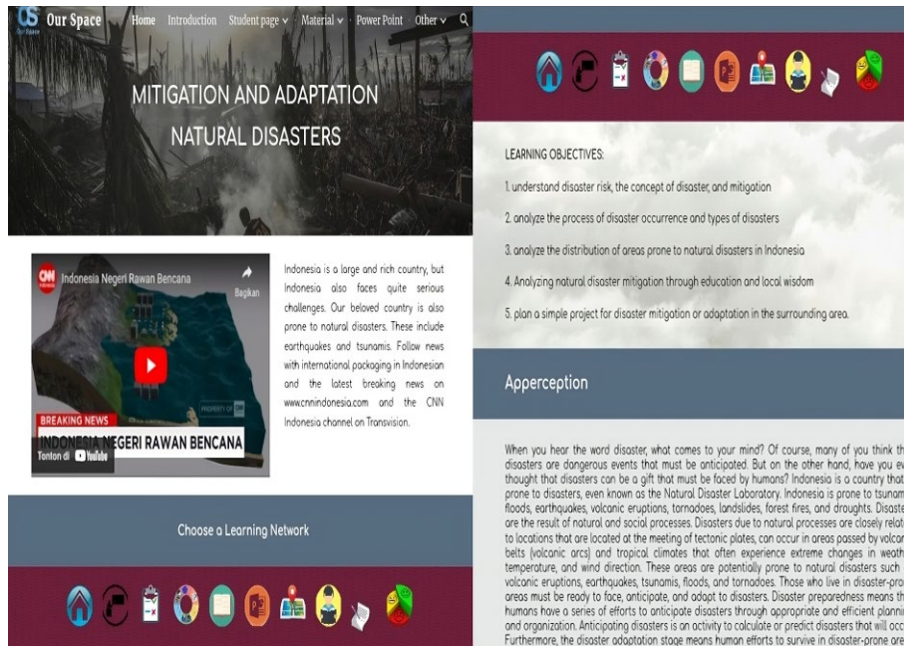 OS
Our Space
Our Space
Home Introduction Student page Material Power Point Other
MITIGATION AND ADAPTATION
NATURAL DISASTERS
CNN
Indonesia Negeri Rawan Bencana
Bagikan
PROPERTY OF
BREAKING NEWS
INDONESIA NEGERI RAWAN BENCANA
Tonton di YouTube
Indonesia is a large and rich country, but
Indonesia also faces quite serious
challenges. Our beloved country is also
prone to natural disasters. These include
earthquakes and tsunamis. Follow news
with international packaging in Indonesian
and the latest breaking news on
www.cnnindonesia.com and the CNN
Indonesia channel on Transvision.
Choose a Learning Network
LEARNING OBJECTIVES:
1. understand disaster risk, the concept of disaster, and mitigation
2. analyze the process of disaster occurrence and types of disasters
3. analyze the distribution of areas prone to natural disasters in Indonesia
4. Analyzing natural disaster mitigation through education and local wisdom
5. plan a simple project for disaster mitigation or adaptation in the surrounding area.
Apperception
When you hear the word disaster, what comes to your mind? Of course, many of you think th
disasters are dangerous events that must be anticipated. But on the other hand, have you ev
thought that disasters can be a gift that must be faced by humans? Indonesia is a country that
prone to disasters, even known as the Natural Disaster Laboratory. Indonesia is prone to tsunam
floods, earthquakes, volcanic eruptions, tornadoes, landslides, forest fires, and droughts. Disaste
are the result of natural and social processes. Disasters due to natural processes are closely relat
to locations that are located at the meeting of tectonic plates, can occur in areas passed by volcan
belts (volcanic arcs) and tropical climates that often experience extreme changes in weath
temperature, and wind direction. These areas are potentially prone to natural disasters such
volcanic eruptions, earthquakes, tsunamis, floods, and tornadoes. Those who live in disaster-pron
areas must be ready to face, anticipate, and adapt to disasters. Disaster preparedness means th
humans have a series of efforts to anticipate disasters through appropriate and efficient plannin
and organization. Anticipating disasters is an activity to calculate or predict disasters that will occ
Furthermore, the disaster adaptation stage means human efforts to survive in disaster-prone are